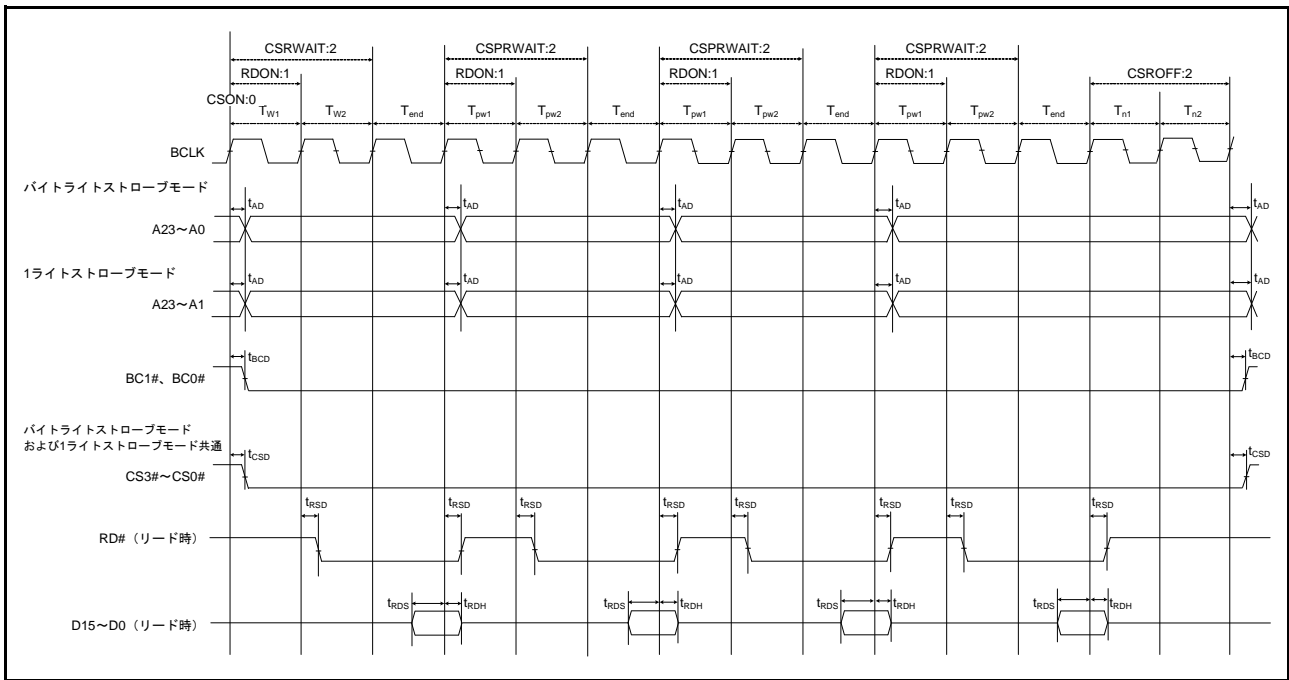 CSRWAIT:2 CSPRWAIT:2 CSPRWAIT:2 CSPRWAIT:2
RDON:1 RDON:1 RDON:1 RDON:1 CSROFF:2
CSON:0
TW1 TW2 Tend Tpw1 Tpw2 Tend Tpw1 Tpw2 Tend Tpw1 Tpw2 Tend Tn1 Tn2
BCLK
バイトライトストローブモード
tAD tAD tAD tAD tAD
A23～A0
1ライトストローブモード
tAD tAD tAD tAD tAD
A23～A1
tBCD tBCD
BC1#、BC0#
バイトライトストローブモード
および1ライトストローブモード共通
tCSD tCSD
CS3#～CS0#
tRSD tRSD tRSD tRSD tRSD tRSD tRSD tRSD
RD#（リード時）
tRDS tRDH tRDS tRDH tRDS tRDH tRDS tRDH
D15～D0（リード時）